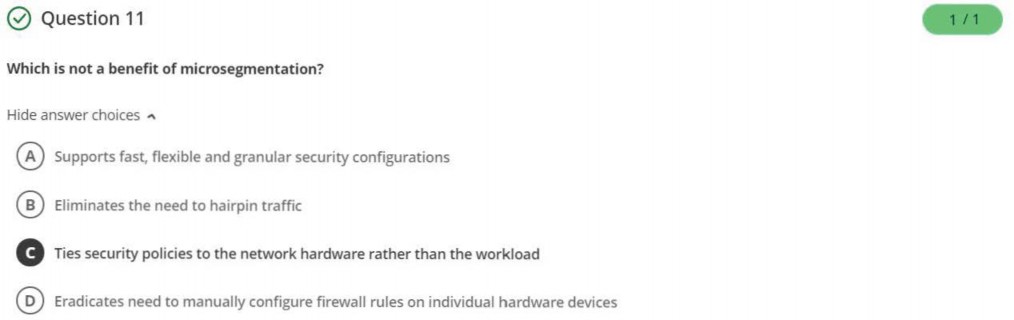 Question 11
1 / 1
Which is not a benefit of microsegmentation?
Hide answer choices
A Supports fast, flexible and granular security configurations
B Eliminates the need to hairpin traffic
C Ties security policies to the network hardware rather than the workload
D Eradicates need to manually configure firewall rules on individual hardware devices